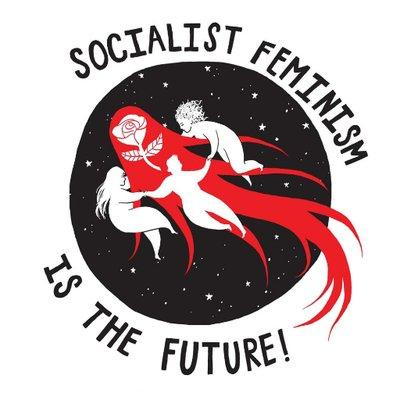 SOCIALIST FEMINISM
IS THE FUTURE!